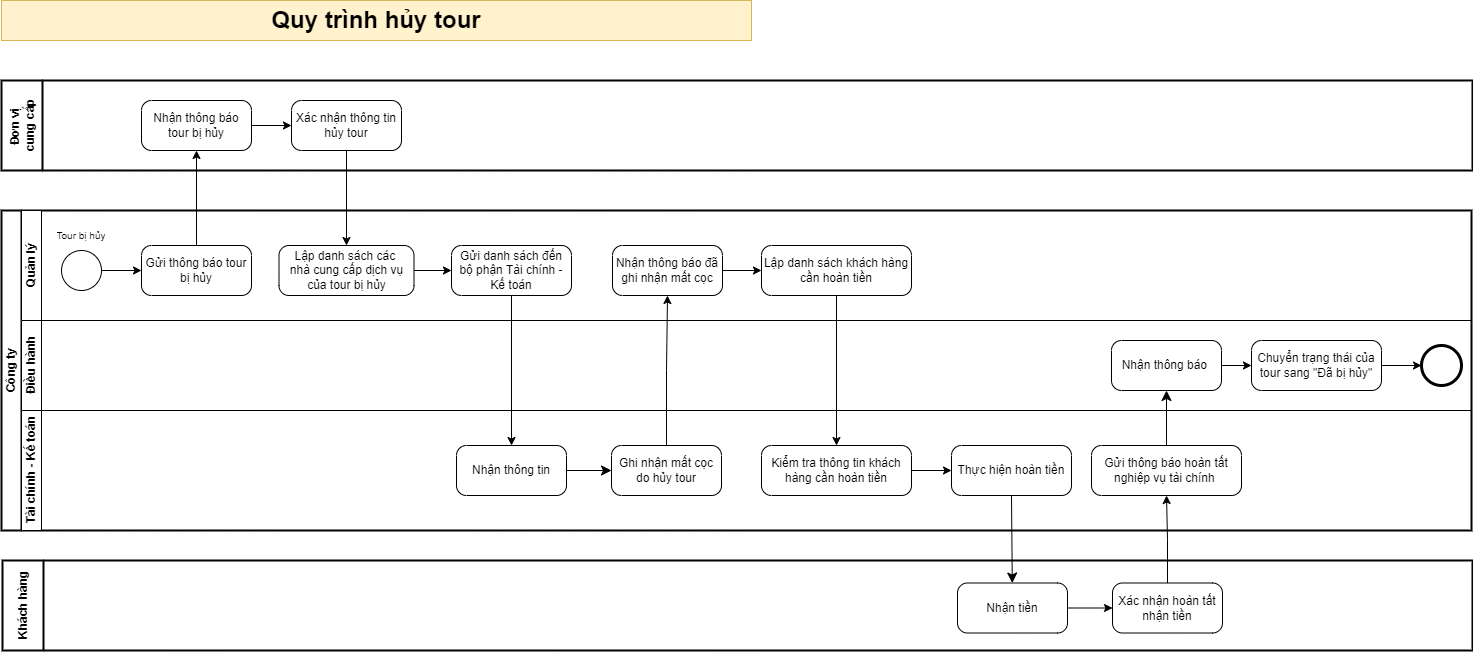 Quy trình hủy tour
Đơn vị
cung cấp
Nhận thông báo
tour bị hủy
Xác nhận thông tin
hủy tour
Công ty
Quản lý
Tour bị hủy
Gửi thông báo tour
bị hủy
Lập danh sách các
nhà cung cấp dịch vụ
của tour bị hủy
Gửi danh sách đến
bộ phận Tài chính -
Kế toán
Nhận thông báo đã
ghi nhận mất cọc
Lập danh sách khách hàng
cần hoàn tiền
Điều hành
Nhận thông báo
Chuyển trạng thái của
tour sang "Đã bị hủy"
Tài chính - Kế toán
Nhận thông tin
Ghi nhận mất cọc
do hủy tour
Kiểm tra thông tin khách
hàng cần hoàn tiền
Thực hiện hoàn tiền
Gửi thông báo hoàn tất
nghiệp vụ tài chính
Khách hàng
Nhận tiền
Xác nhận hoàn tất
nhận tiền